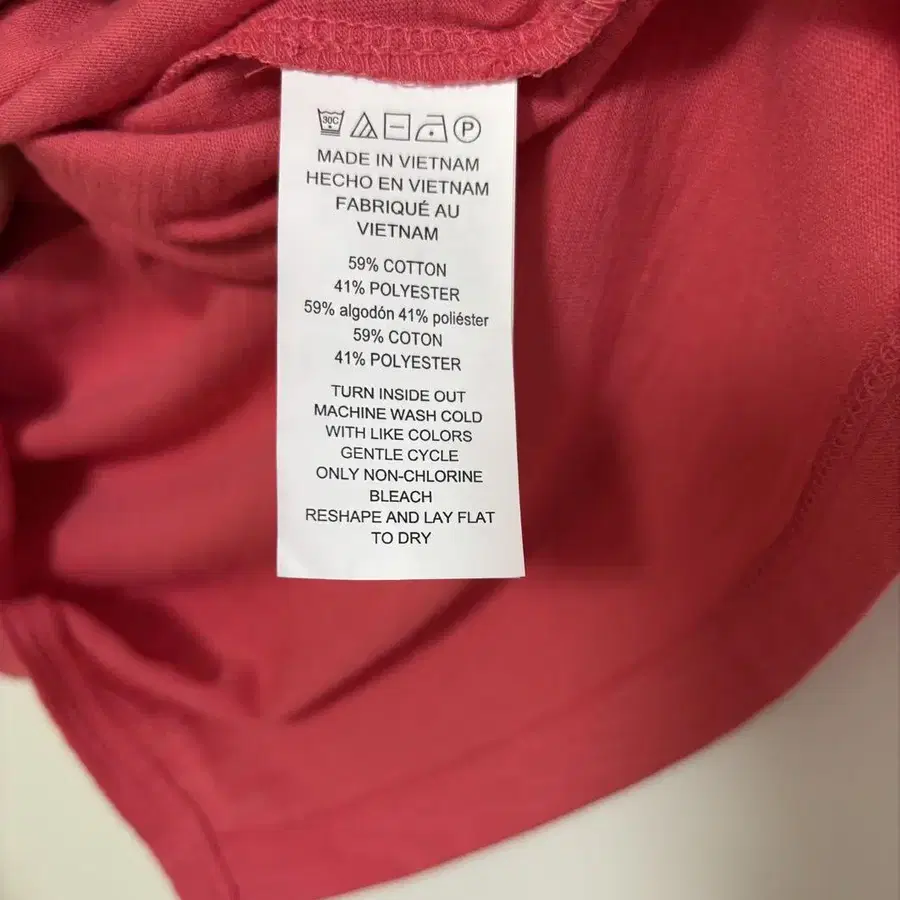 30C P
MADE IN VIETNAM
HECHO EN VIETNAM
FABRIQUÉ AU
VIETNAM
59% COTTON
41% POLYESTER
59% algodón 41% poliéster
59% COTON
41% POLYESTER
TURN INSIDE OUT
MACHINE WASH COLD
WITH LIKE COLORS
GENTLE CYCLE
ONLY NON-CHLORINE
BLEACH
RESHAPE AND LAY FLAT
TO DRY